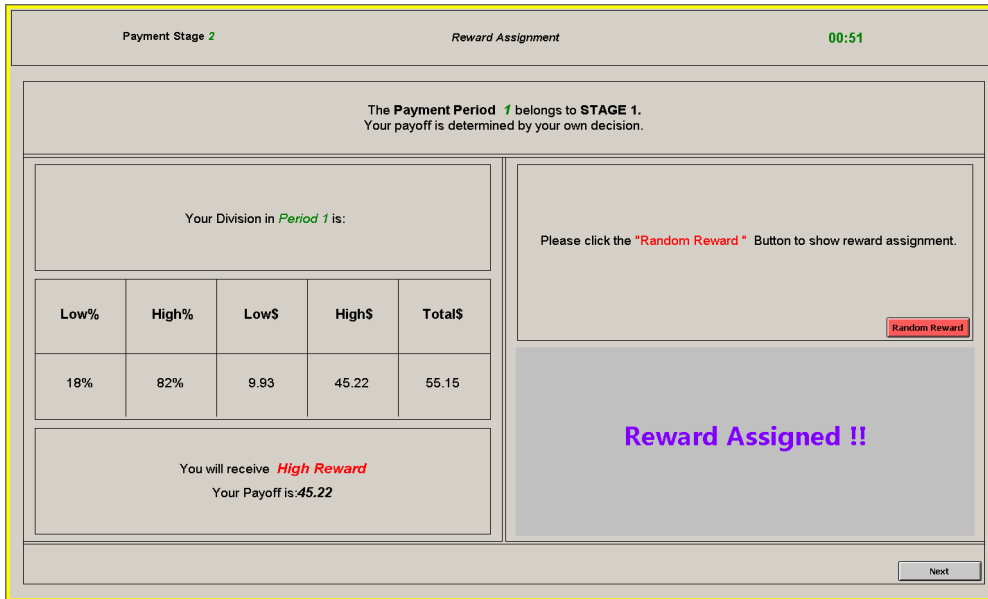 Payment Stage 2
Reward Assignment
00:51
The Payment Period 1 belongs to STAGE 1.
Your payoff is determined by your own decision.
Your Division in Period 1 is:
Low% High% Low$ High$ Total$
18% 82% 9.93 45.22 55.15
You will receive High Reward
Your Payoff is:45.22
Please click the "Random Reward " Button to show reward assignment.
Random Reward
Reward Assigned !!
Next